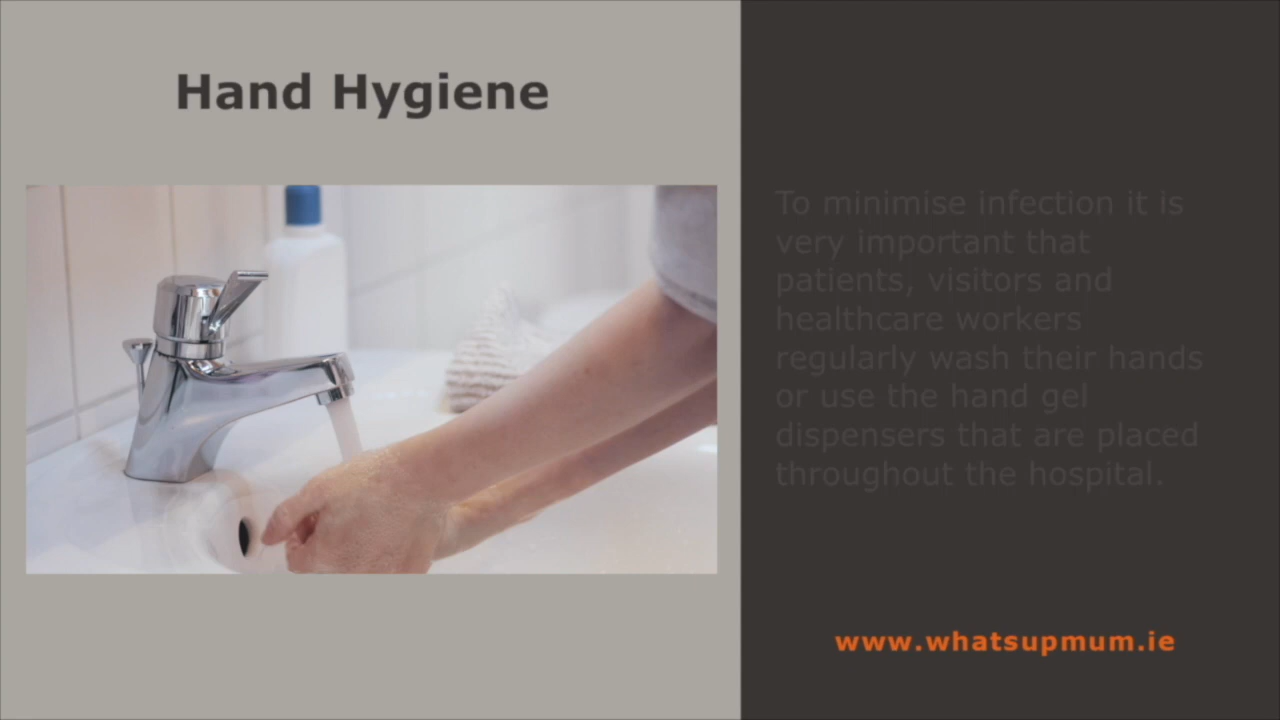 Hand Hygiene
To minimise infection it is
very important that
patients, visitors and
healthcare workers
regularly wash their hands
or use the hand gel
dispensers that are placed
throughout the hospital.
www.whatsupmum.ie